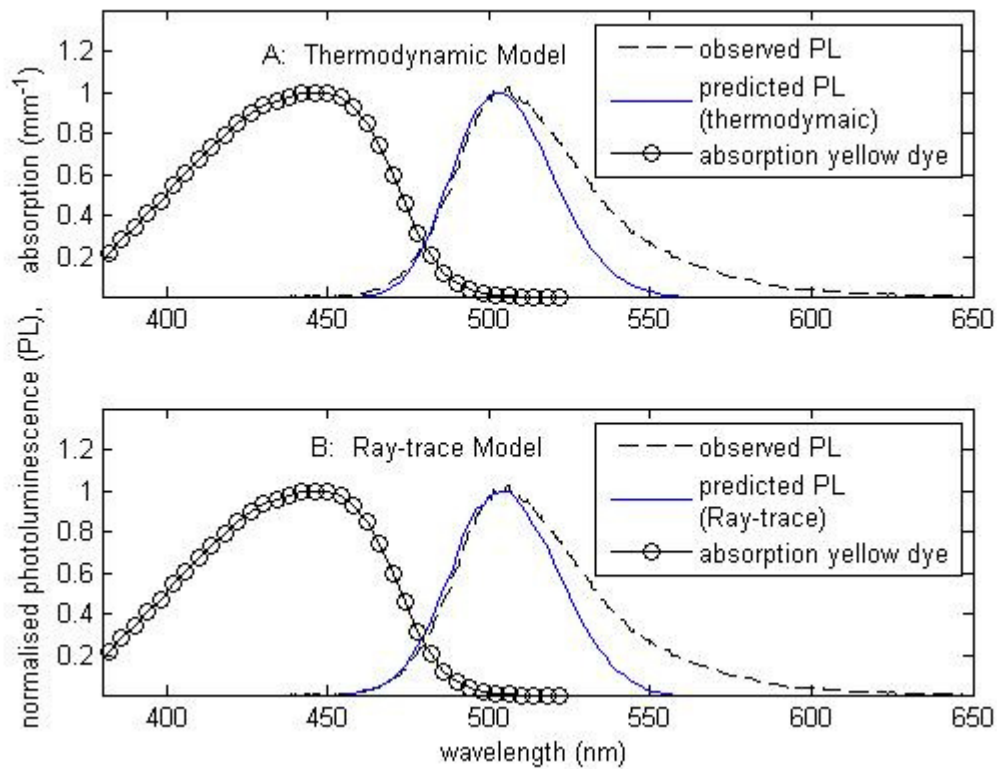 A: Thermodynamic Model
observed PL
predicted PL
(thermodymaic)
absorption yellow dye
1.2
1
0.8
0.6
0.4
0.2
400
450
500
550
600
650
B: Ray-trace Model
observed PL
predicted PL
(Ray-trace)
absorption yellow dye
1.2
1
0.8
0.6
0.4
0.2
400
450
500
550
600
650
wavelength (nm)
normalised photoluminescence (PL), absorption (mm⁻¹)